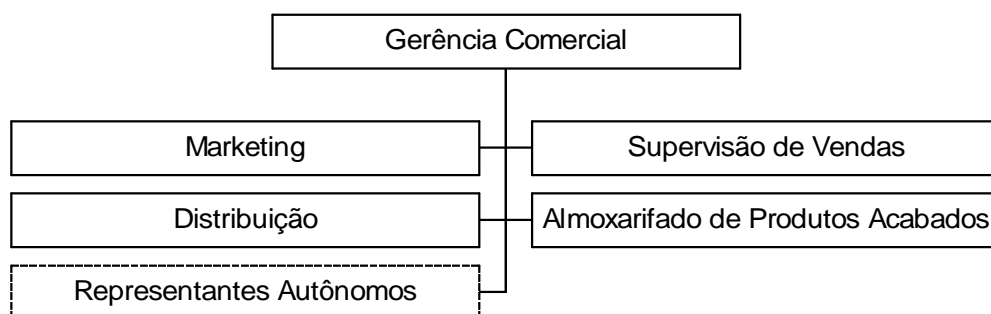 Gerência Comercial
Marketing
Supervisão de Vendas
Distribuição
Almoxarifado de Produtos Acabados
Representantes Autônomos